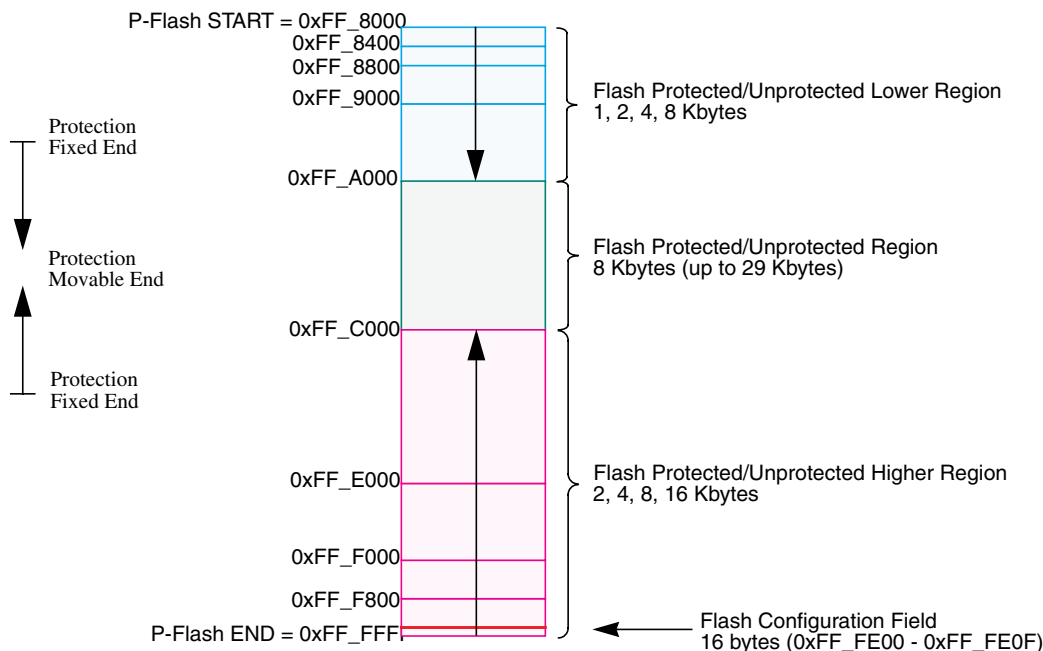 P-Flash START = 0xFF_8000
0xFF_8400
0xFF_8800
0xFF_9000
Flash Protected/Unprotected Lower Region
1, 2, 4, 8 Kbytes
Protection
Fixed End
0xFF_A000
Flash Protected/Unprotected Region
8 Kbytes (up to 29 Kbytes)
Protection
Movable End
0xFF_C000
Protection
Fixed End
0xFF_E000
Flash Protected/Unprotected Higher Region
2, 4, 8, 16 Kbytes
0xFF_F000
0xFF_F800
P-Flash END = 0xFF_FFF
Flash Configuration Field
16 bytes (0xFF_FE00 - 0xFF_FE0F)